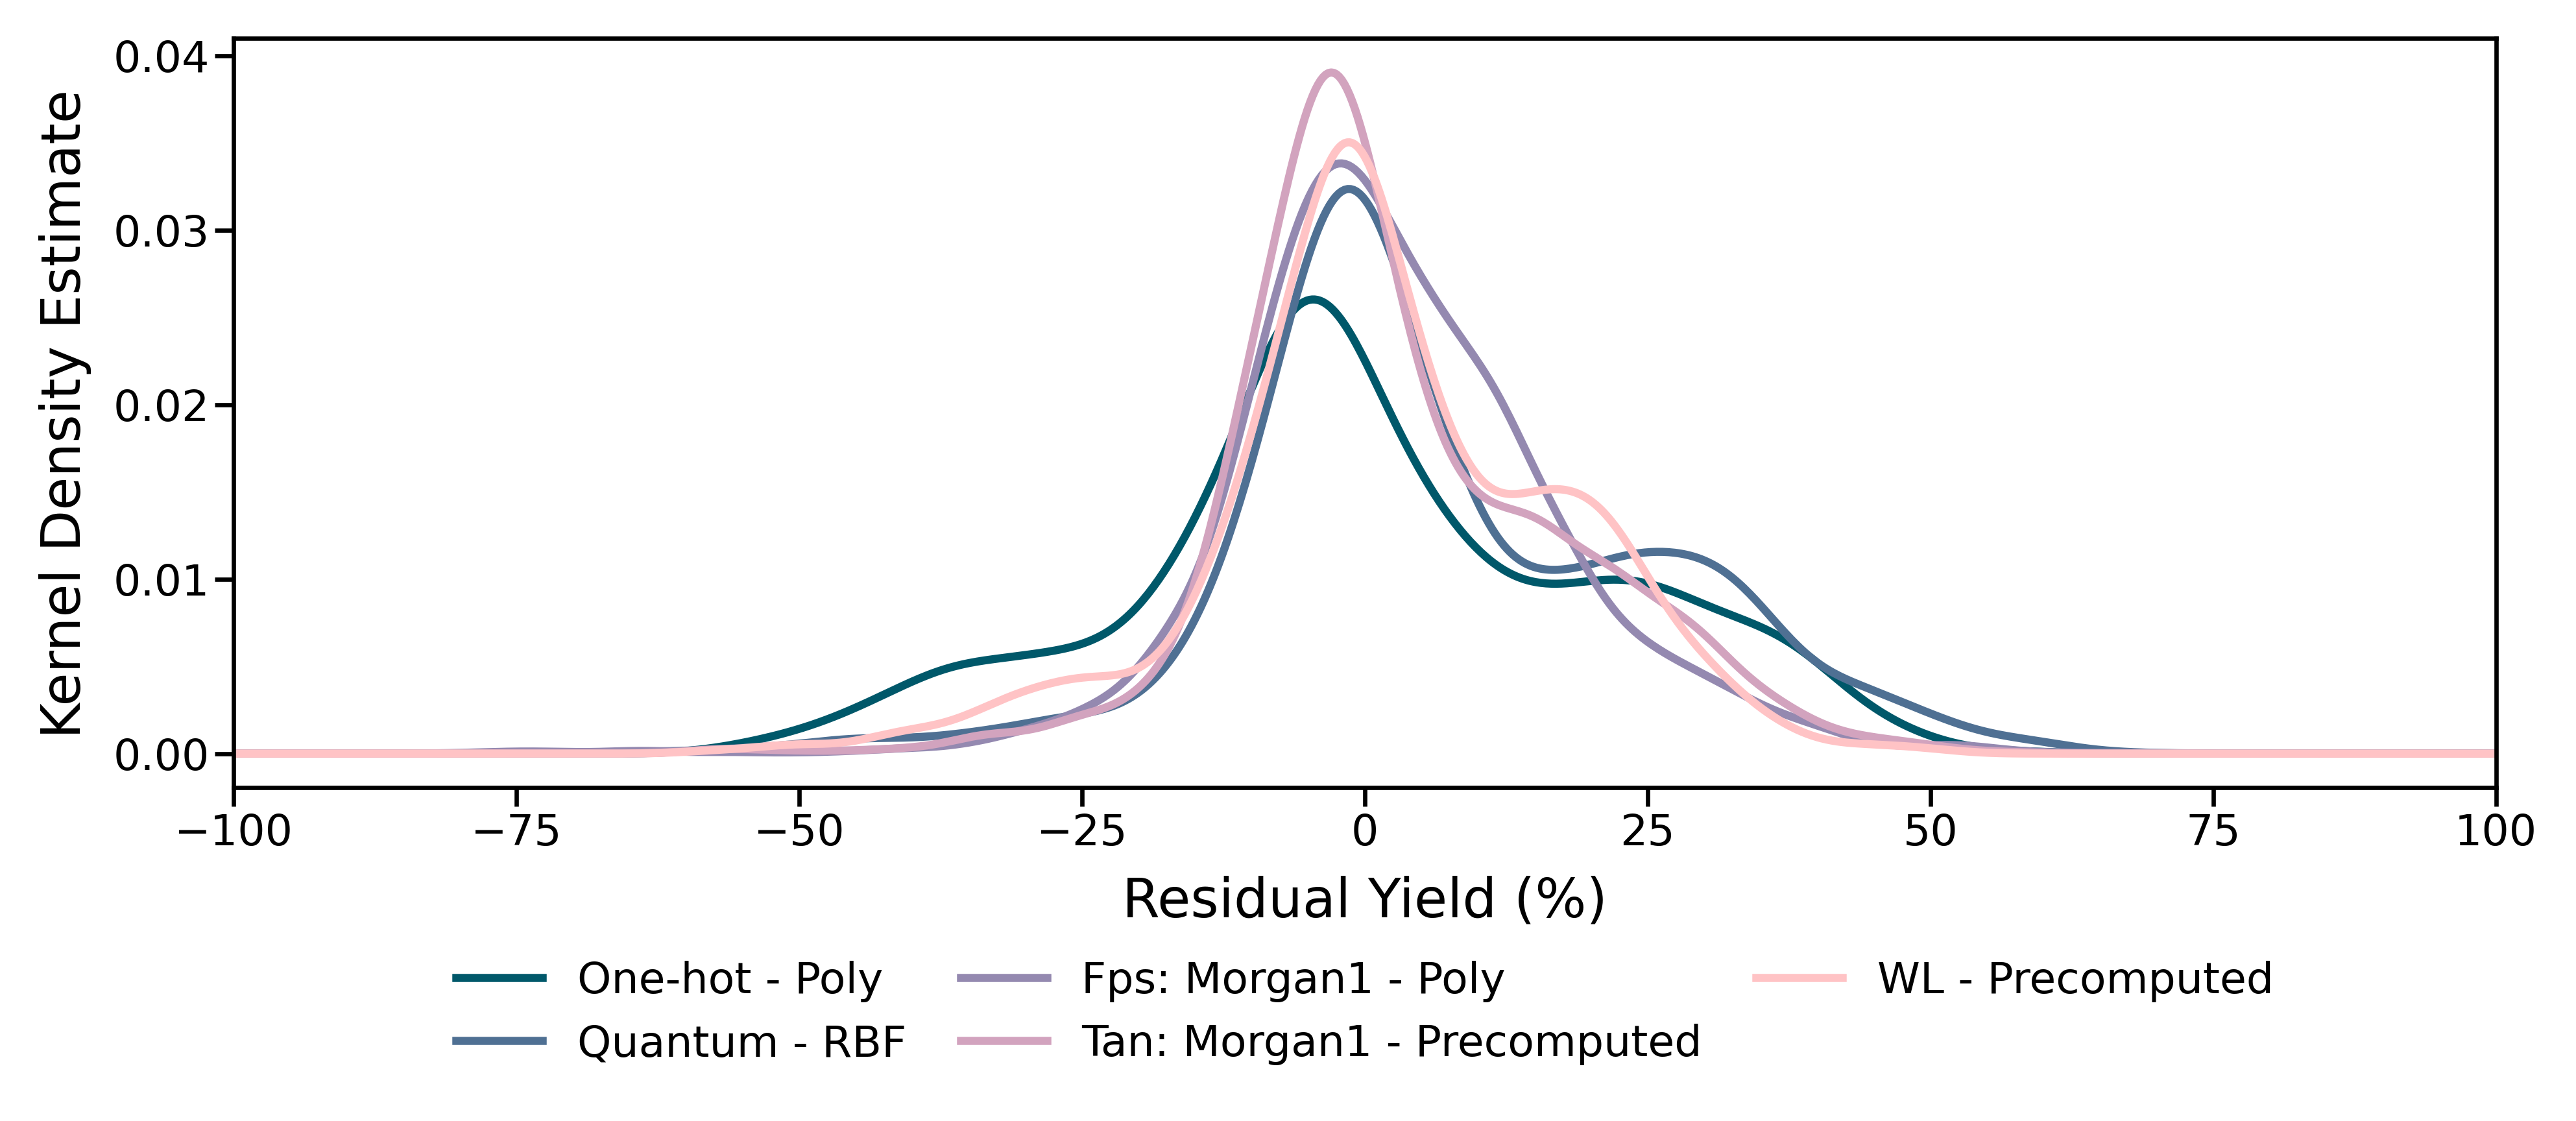 Kernel Density Estimate
0.04
0.03
0.02
0.01
0.00
−100 −75 −50 −25 0 25 50 75 100
Residual Yield (%)
One-hot - Poly
Quantum - RBF
Fps: Morgan1 - Poly
Tan: Morgan1 - Precomputed
WL - Precomputed